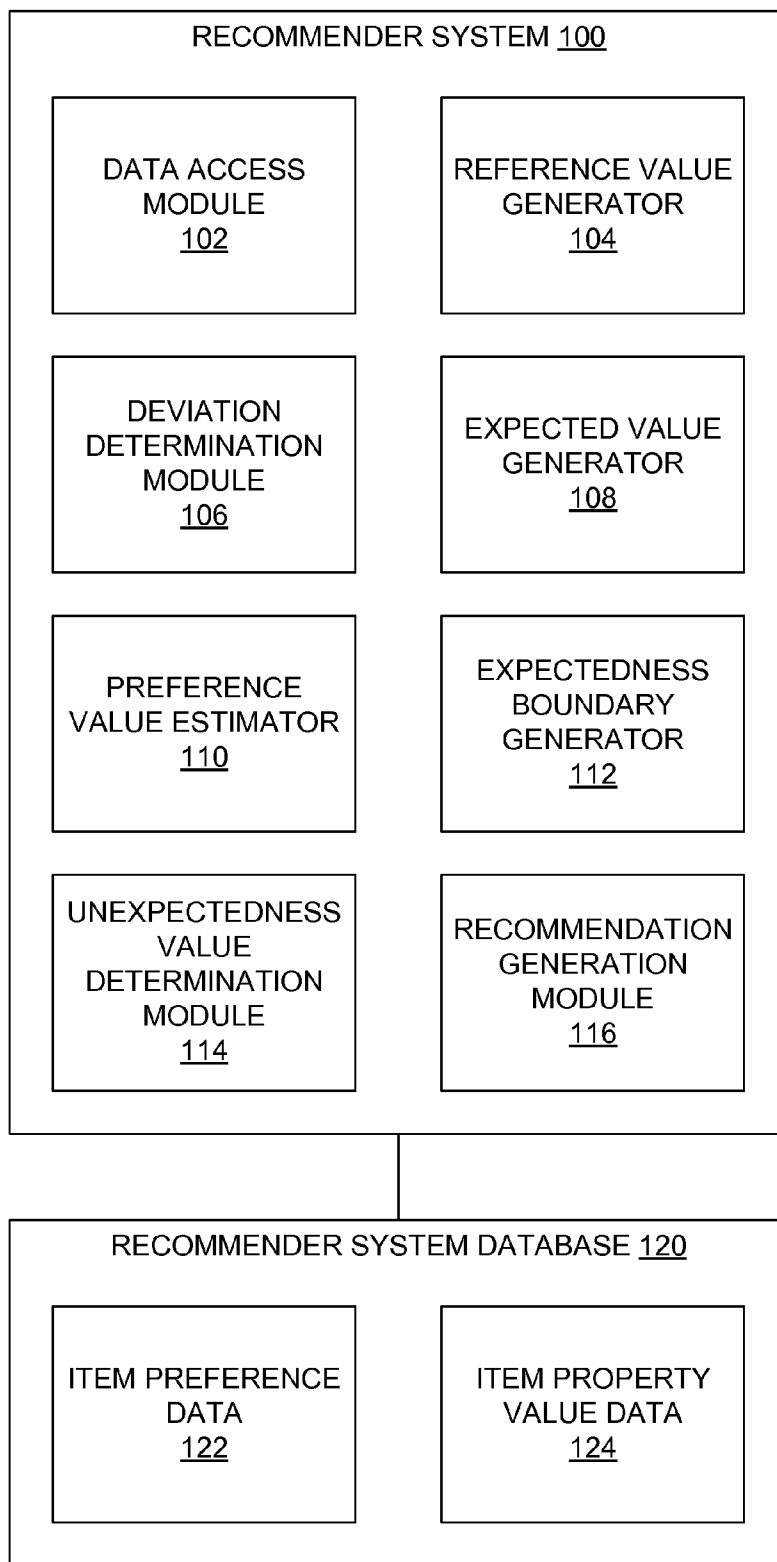 RECOMMENDER SYSTEM 100
DATA ACCESS
MODULE
102
REFERENCE VALUE
GENERATOR
104
DEVIATION
DETERMINATION
MODULE
106
EXPECTED VALUE
GENERATOR
108
PREFERENCE
VALUE ESTIMATOR
110
EXPECTEDNESS
BOUNDARY
GENERATOR
112
UNEXPECTEDNESS
VALUE
DETERMINATION
MODULE
114
RECOMMENDATION
GENERATION
MODULE
116
RECOMMENDER SYSTEM DATABASE 120
ITEM PREFERENCE
DATA
122
ITEM PROPERTY
VALUE DATA
124